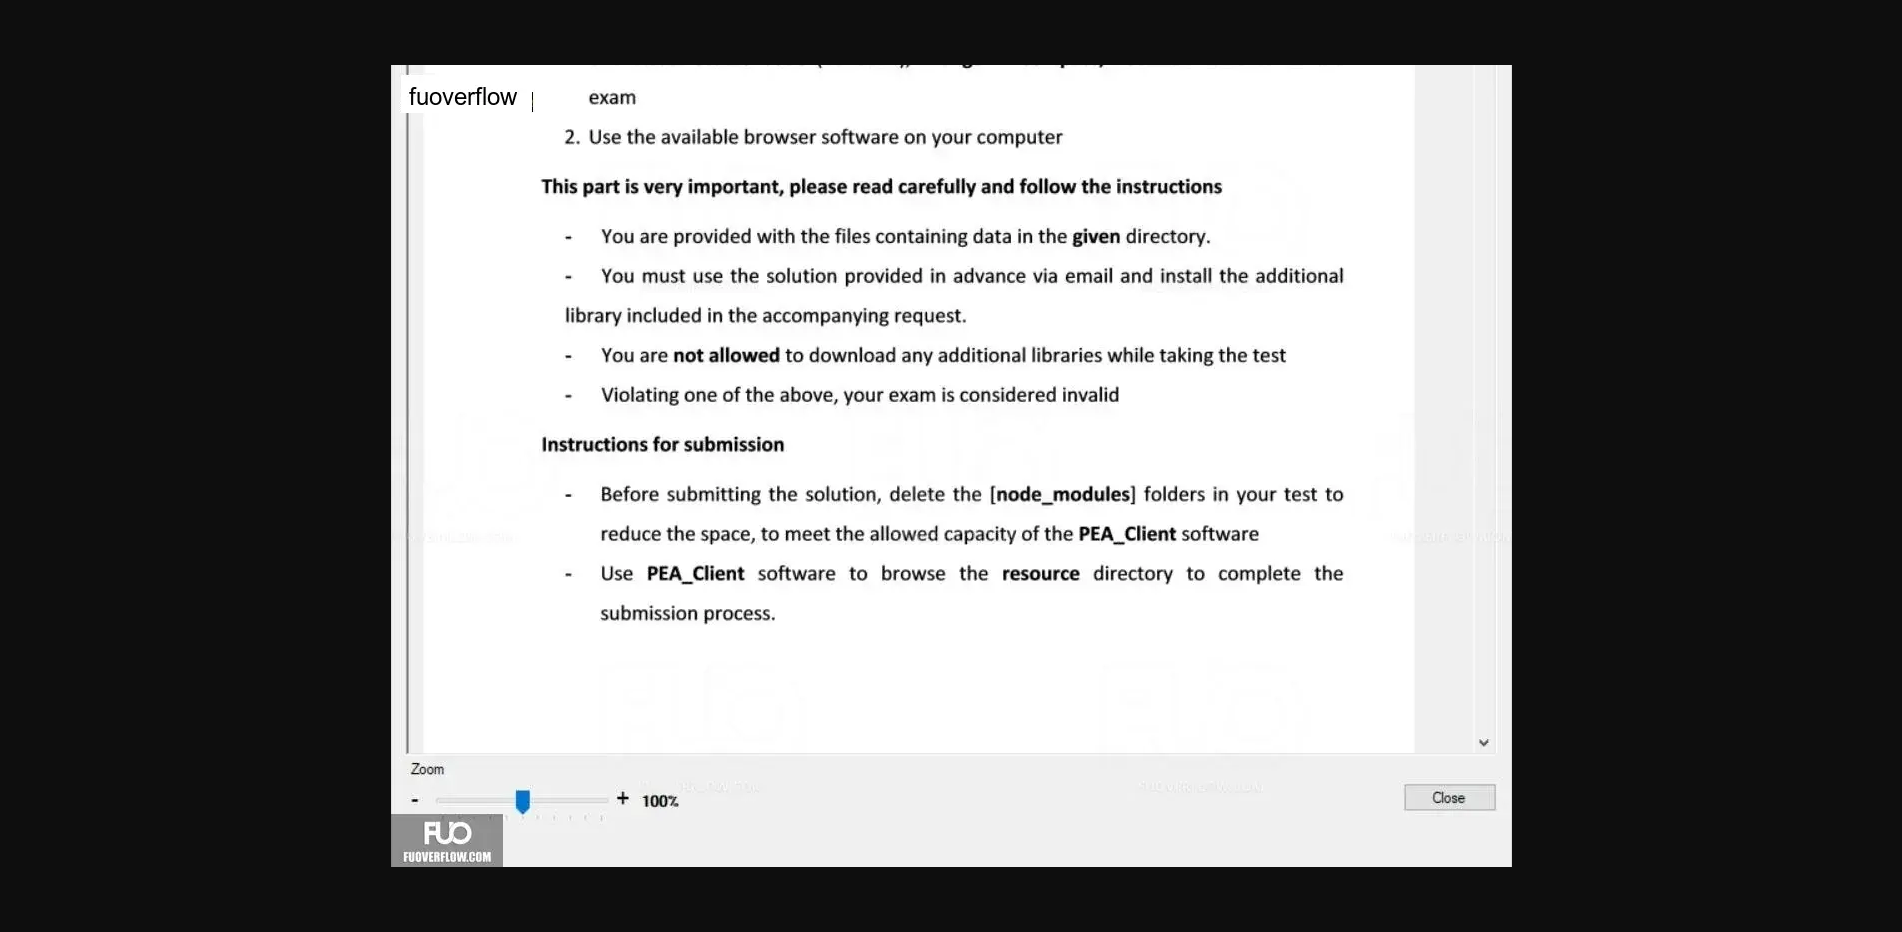 fuoverflow
exam
2. Use the available browser software on your computer
This part is very important, please read carefully and follow the instructions
- You are provided with the files containing data in the given directory.
- You must use the solution provided in advance via email and install the additional
library included in the accompanying request.
- You are not allowed to download any additional libraries while taking the test
- Violating one of the above, your exam is considered invalid
Instructions for submission
- Before submitting the solution, delete the [node_modules] folders in your test to
reduce the space, to meet the allowed capacity of the PEA_Client software
- Use PEA_Client software to browse the resource directory to complete the
submission process.
Zoom
- + 100%
Close
FUO
FUOVERFLOW.COM